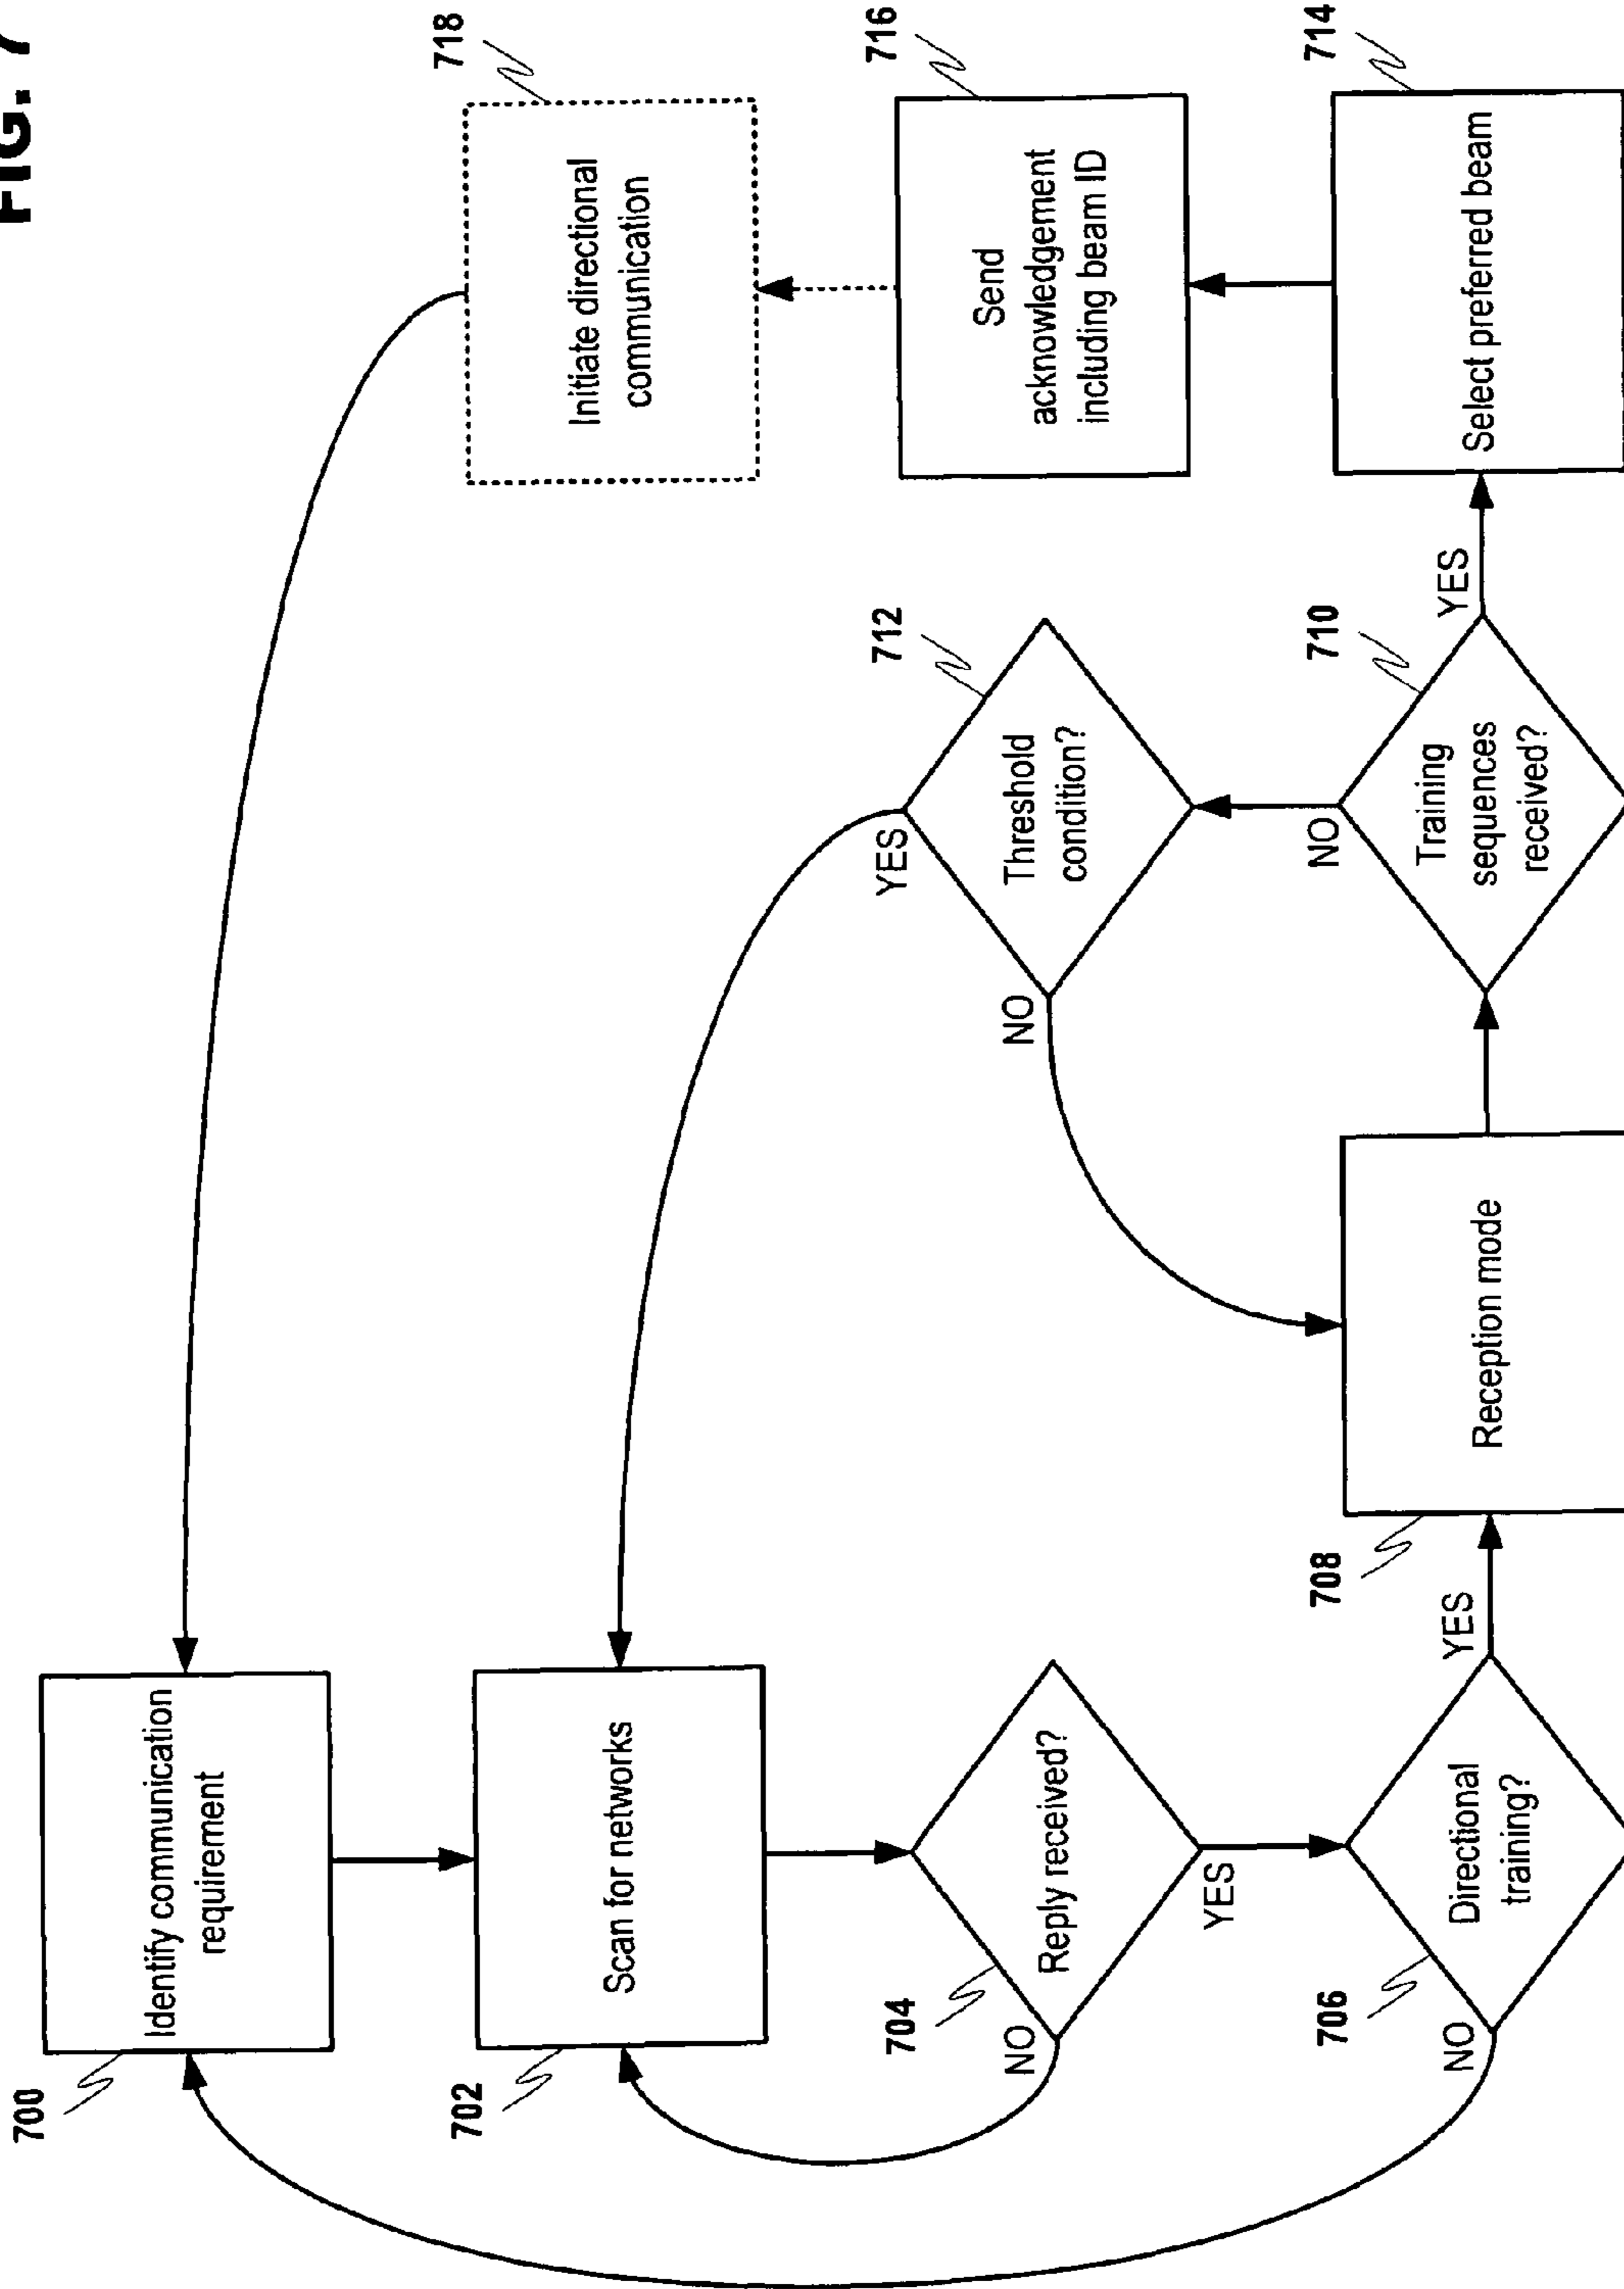 FIG. 7
700
Identify communication
requirement
702
Scan for networks
704
Reply received?
NO
YES
706
Directional
training?
NO
YES
708
Reception mode
710
Training
sequences
received?
NO
YES
712
Threshold
condition?
NO
YES
714
Select preferred beam
716
Send
acknowledgement
including beam ID
718
Initiate directional
communication